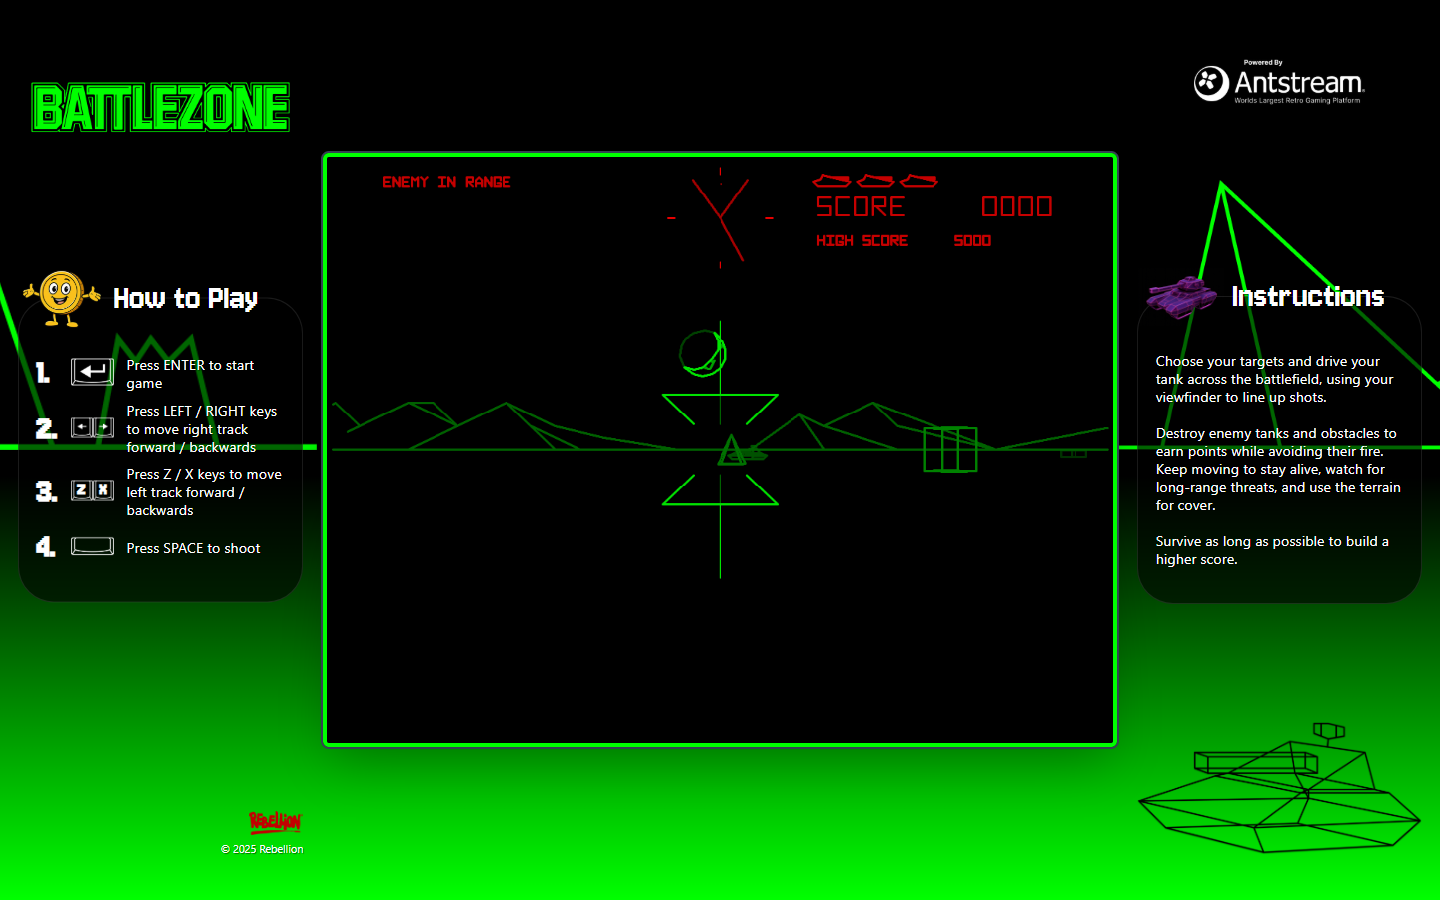 BATTLEZONE
Powered By
Antstream
Worlds Largest Retro Gaming Platform
ENEMY IN RANGE
SCORE 0000
HIGH SCORE 5000
How to Play
1. Press ENTER to start
game
2. Press LEFT / RIGHT keys
to move right track
forward / backwards
3. Z X Press Z / X keys to move
left track forward /
backwards
4. Press SPACE to shoot
Instructions
Choose your targets and drive your
tank across the battlefield, using your
viewfinder to line up shots.
Destroy enemy tanks and obstacles to
earn points while avoiding their fire.
Keep moving to stay alive, watch for
long-range threats, and use the terrain
for cover.
Survive as long as possible to build a
higher score.
REBELLION
© 2025 Rebellion